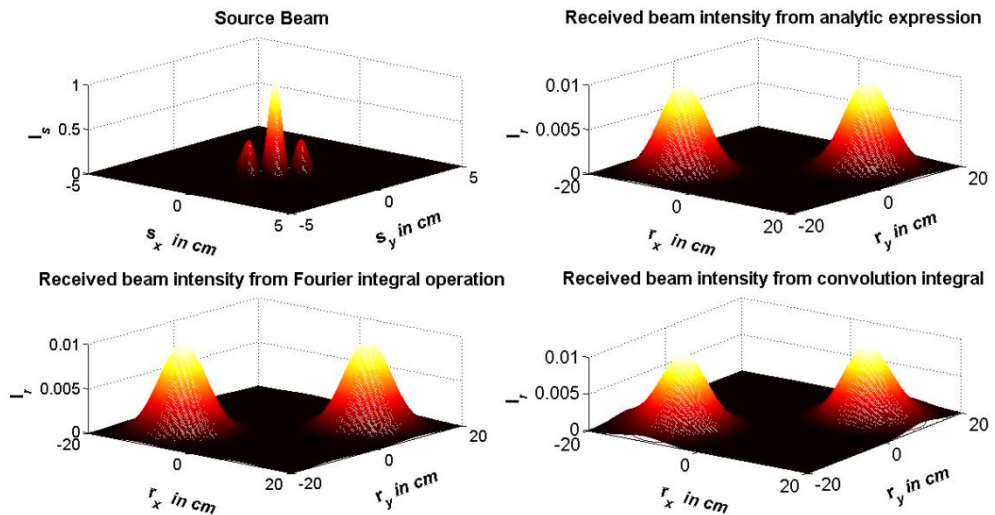 Source Beam
1
0.5
0
I_s
-5
0
5
s_x in cm
-5
0
5
s_y in cm
Received beam intensity from analytic expression
0.01
0.005
0
I_r
-20
0
20
r_x in cm
-20
0
20
r_y in cm
Received beam intensity from Fourier integral operation
0.01
0.005
0
I_r
-20
0
20
r_x in cm
-20
0
20
r_y in cm
Received beam intensity from convolution integral
0.01
0.005
0
I_r
-20
0
20
r_x in cm
-20
0
20
r_y in cm